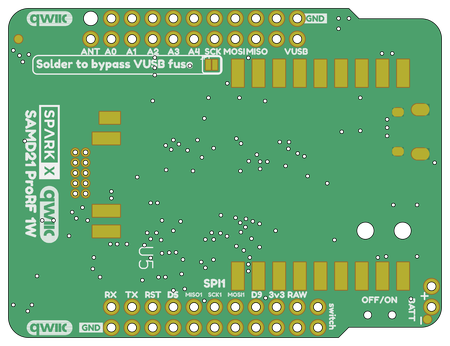 qwiic GND
ANT A0 A1 A2 A3 A4 SCK MOSI MISO VUSB
Solder to bypass VUSB fuse
SPARK X
SAMD21 ProRF 1W
qwiic
U5
SPI1
RX TX RST D5 MISO1 SCK1 MOSI1 D9 3v3 RAW
OFF/ON
+ BATT -
switch
qwiic GND